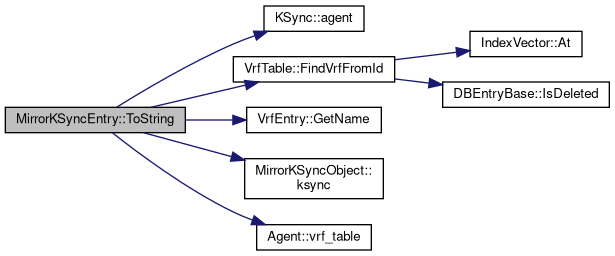 KSync::agent
IndexVector::At
VrfTable::FindVrfFromId
DBEntryBase::IsDeleted
MirrorKSyncEntry::ToString
VrfEntry::GetName
MirrorKSyncObject::
ksync
Agent::vrf_table